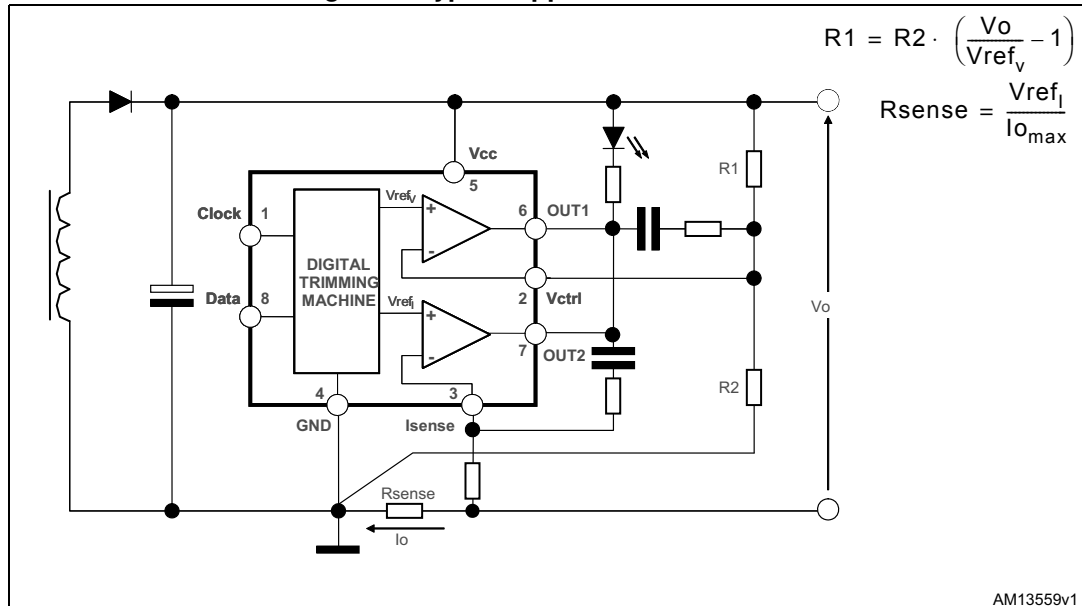 R1 = R2 · (Vo/Vref_v − 1)
Rsense = Vref_I/Io_max
Vcc
5
R1
Clock
1
Vref_v
+
6
OUT1
-
DIGITAL
TRIMMING
MACHINE
2
Vctrl
Data
8
Vref_I
+
Vo
-
7
OUT2
R2
4
3
GND
Isense
Rsense
Io
AM13559v1